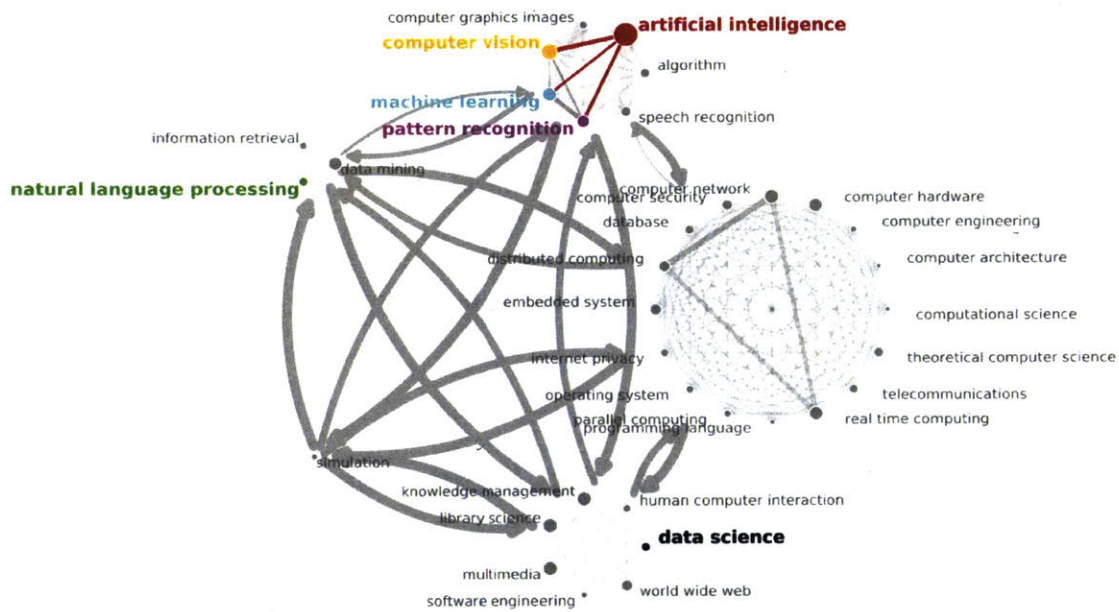 computer graphics images
artificial intelligence
computer vision
algorithm
machine learning
speech recognition
pattern recognition
information retrieval
data mining
natural language processing
computer network
computer security
computer hardware
database
computer engineering
distributed computing
computer architecture
embedded system
computational science
internet privacy
theoretical computer science
operating system
telecommunications
parallel computing
real time computing
programming language
simulation
knowledge management
human computer interaction
library science
data science
multimedia
world wide web
software engineering